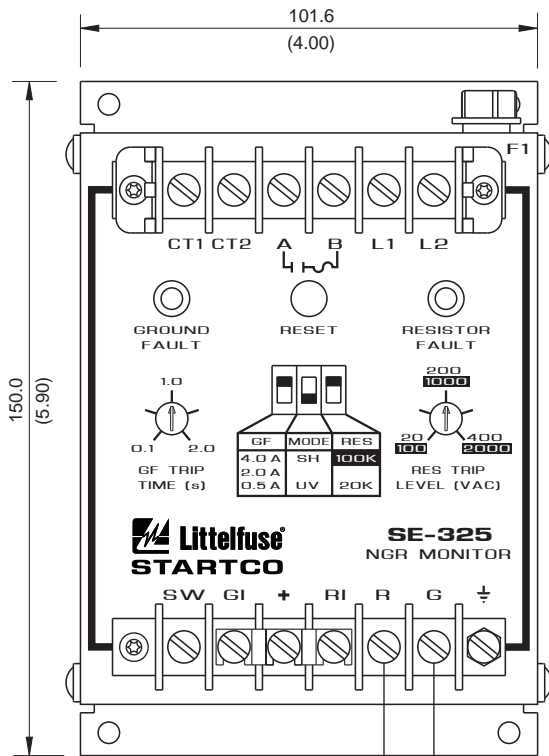 101.6
(4.00)
150.0
(5.90)
F1
CT1 CT2 A B L1 L2
GROUND FAULT
RESET
RESISTOR FAULT
1.0
0.1 2.0
GF TRIP TIME (s)
GF MODE RES
4.0 A SH 100K
2.0 A
0.5 A UV 20K
200
1000
20 400
100 2000
RES TRIP LEVEL (VAC)
Littelfuse®
STARTCO
SE-325
NGR MONITOR
SW GI + RI R G